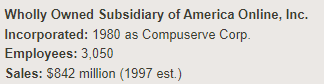 Wholly Owned Subsidiary of America Online, Inc.
Incorporated: 1980 as Compuserve Corp.
Employees: 3,050
Sales: $842 million (1997 est.)